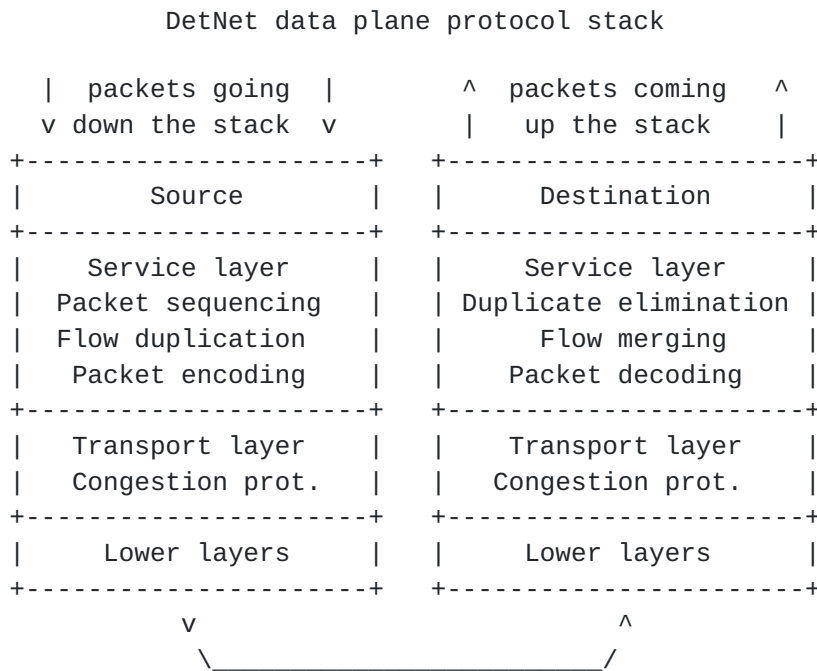 DetNet data plane protocol stack
|  packets going  |        ^  packets coming   ^
v down the stack  v        |   up the stack    |
+-----------------------+   +-----------------------+
|        Source         |   |      Destination      |
+-----------------------+   +-----------------------+
|    Service layer      |   |     Service layer     |
|  Packet sequencing    |   | Duplicate elimination |
|  Flow duplication     |   |      Flow merging     |
|   Packet encoding     |   |    Packet decoding    |
+-----------------------+   +-----------------------+
|   Transport layer     |   |    Transport layer    |
|   Congestion prot.    |   |   Congestion prot.    |
+-----------------------+   +-----------------------+
|     Lower layers      |   |     Lower layers      |
+-----------------------+   +-----------------------+
v                           ^
\_________________________/